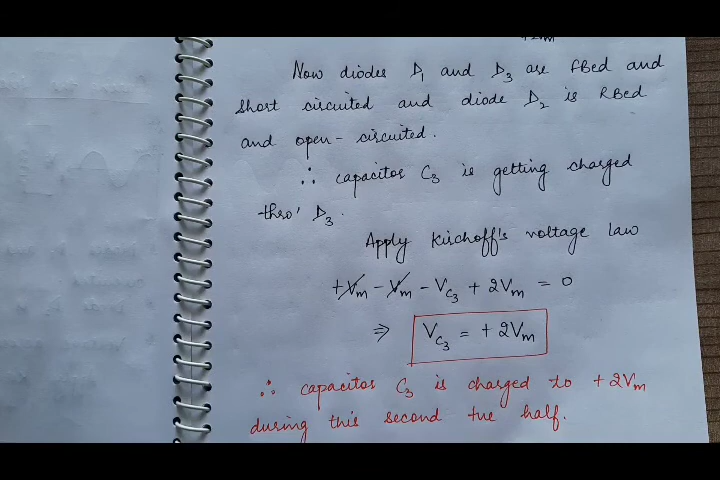 +2Vm
Now diodes D₁ and D₃ are FBed and
short circuited and diode D₂ is RBed
and open-circuited.
∴ capacitor C₃ is getting charged
thro' D₃.
Apply Kirchoff's voltage law
+Vm - Vm - VC₃ + 2Vm = 0
⇒ VC₃ = + 2Vm
∴ capacitor C₃ is charged to + 2Vm
during this second +ve half.